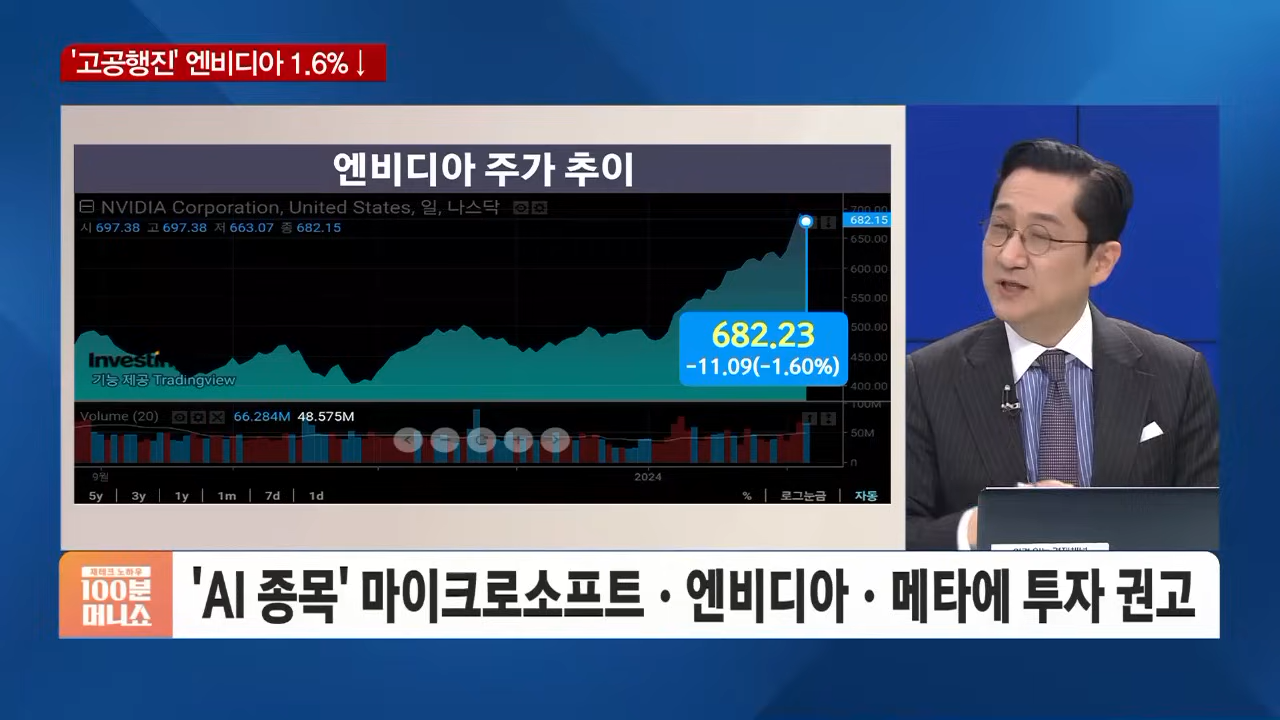 '고공행진' 엔비디아 1.6%↓
엔비디아 주가 추이
NVIDIA Corporation, United States, 일, 나스닥
시 697.38 고 697.38 저 663.07 종 682.15
700.00
682.15
650.00
600.00
550.00
500.00
450.00
400.00
682.23
-11.09(-1.60%)
Investin
기능 제공 Tradingview
Volume (20) 66.284M 48.575M
100M
50M
n
9월 2024
5y | 3y | 1y | 1m | 7d | 1d % | 로그눈금 | 자동
재테크 노하우
100분
머니쇼
'AI 종목' 마이크로소프트·엔비디아·메타에 투자 권고